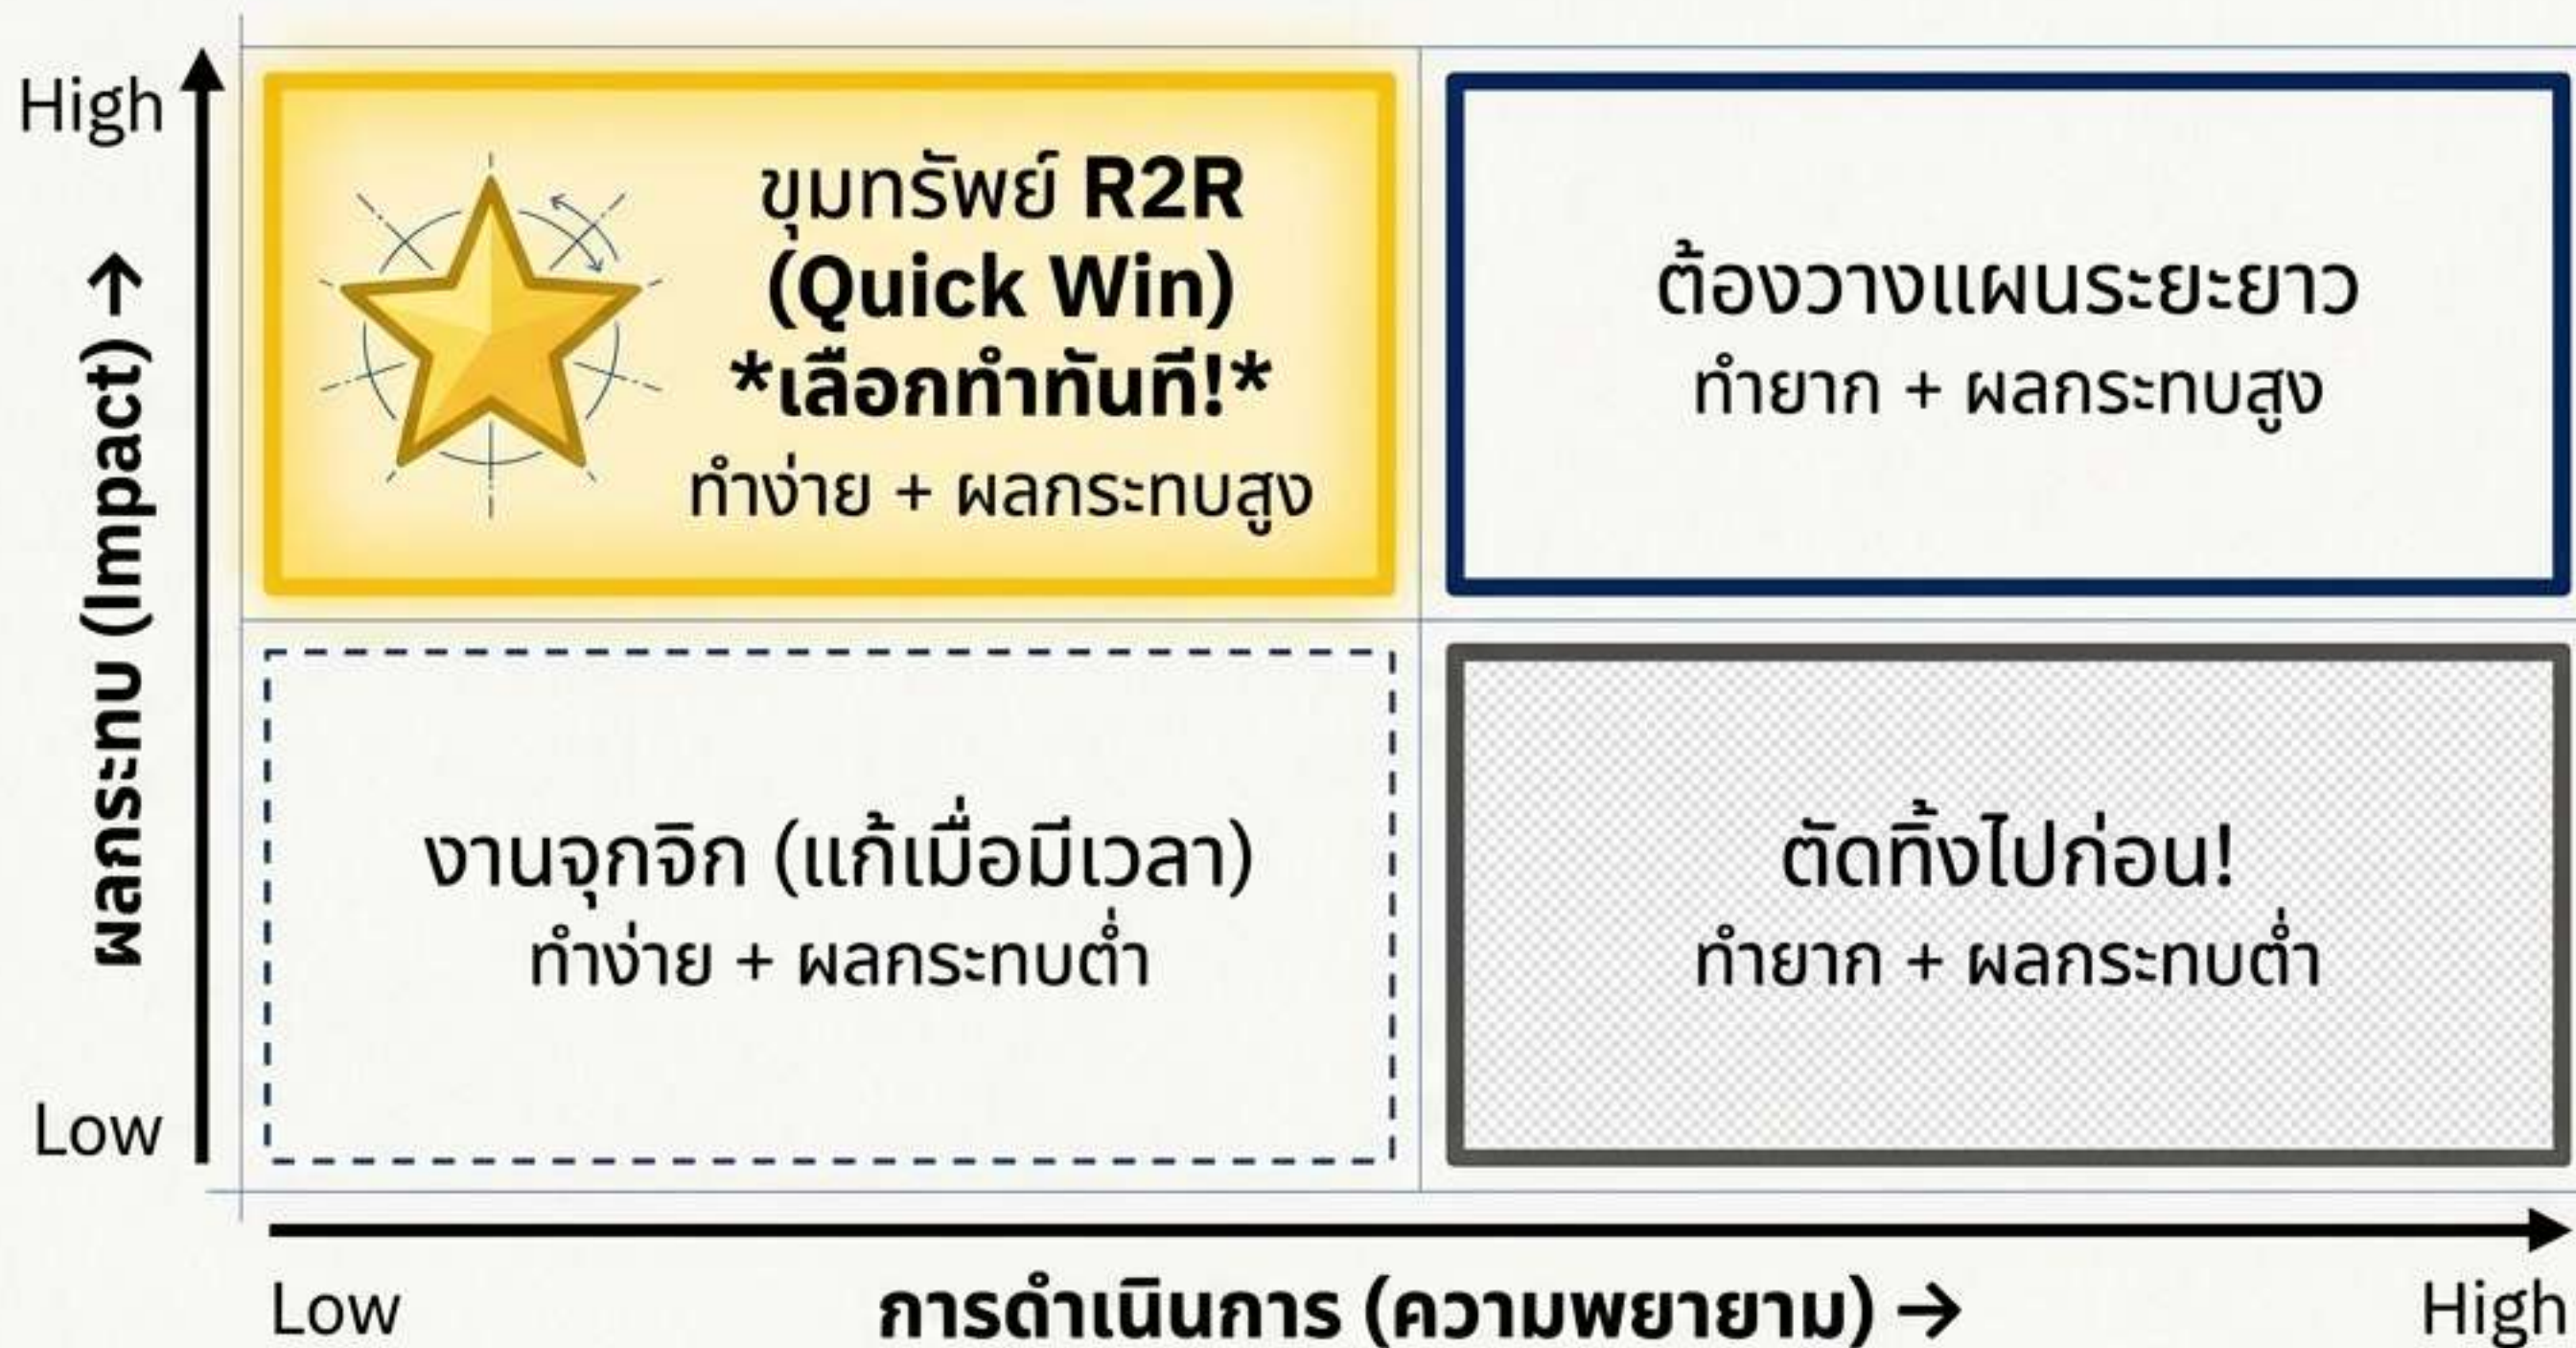 High
ผลกระทบ (Impact) →
Low
ขุมทรัพย์ R2R
(Quick Win)
*เลือกทำทันที!*
ทำง่าย + ผลกระทบสูง
ต้องวางแผนระยะยาว
ทำยาก + ผลกระทบสูง
งานจุกจิก (แก้เมื่อมีเวลา)
ทำง่าย + ผลกระทบต่ำ
ตัดทิ้งไปก่อน!
ทำยาก + ผลกระทบต่ำ
Low
การดำเนินการ (ความพยายาม) →
High